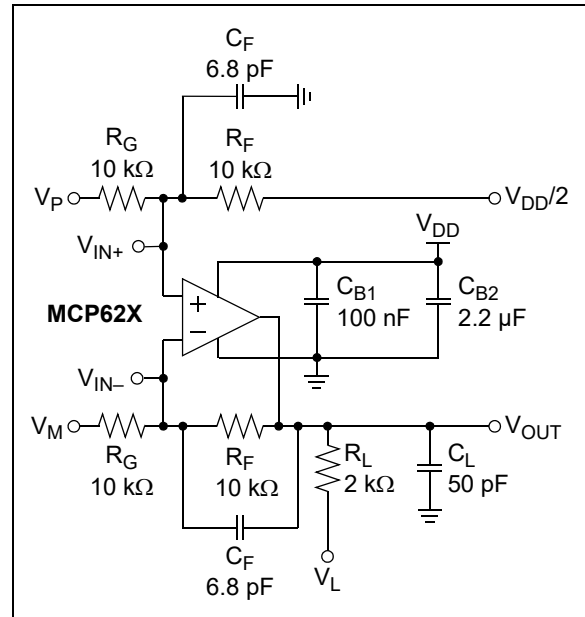 C_F
6.8 pF
R_G
10 kΩ
R_F
10 kΩ
V_P
V_DD/2
V_IN+
V_DD
MCP62X
+
–
C_B1
100 nF
C_B2
2.2 µF
V_IN–
V_M
V_OUT
R_G
10 kΩ
R_F
10 kΩ
R_L
2 kΩ
C_L
50 pF
C_F
6.8 pF
V_L